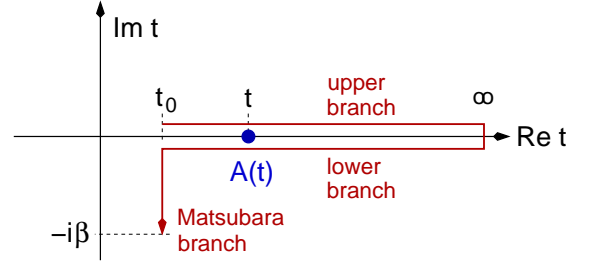 Im t
upper
branch
t₀
t
∞
Re t
A(t)
lower
branch
Matsubara
branch
−iβ